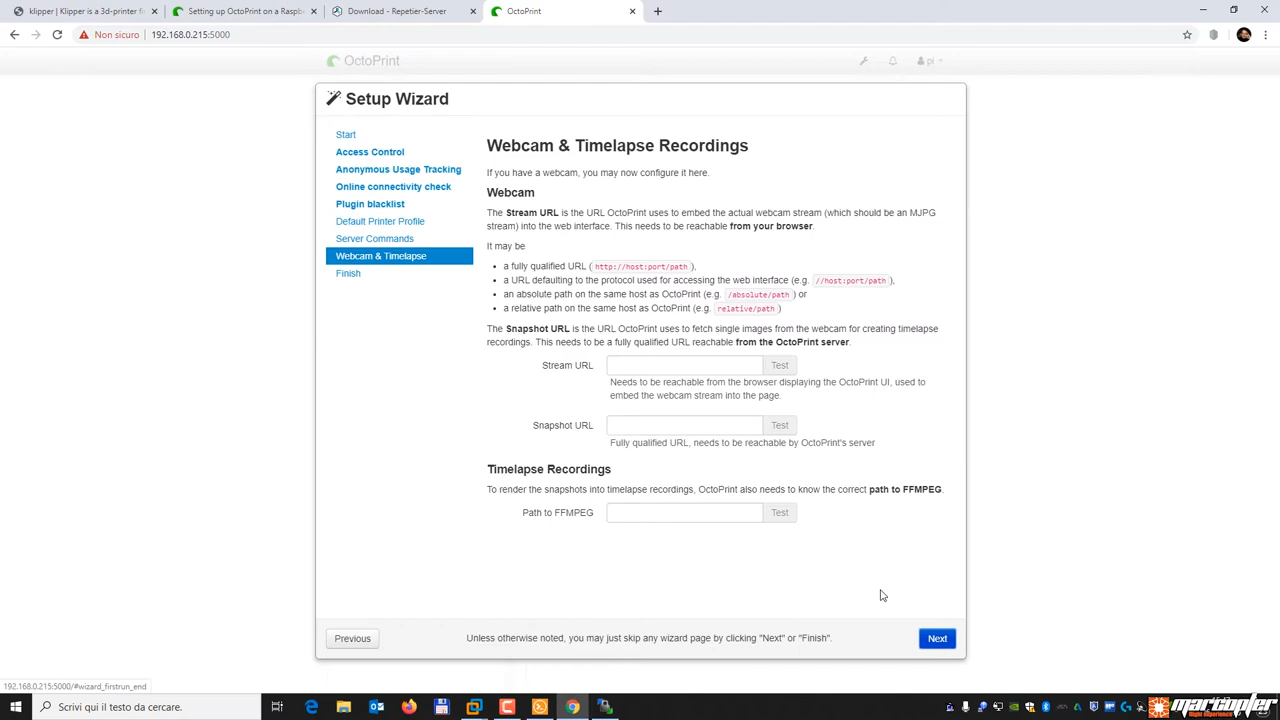 klipper | Klipper is a 3d-printer fi
Setting up OctoPrint on a Raspb
Download - Repetier-Server
OctoPrint
Non sicuro
192.168.0.215:5000
OctoPrint
pi
Setup Wizard
Start
Access Control
Anonymous Usage Tracking
Online connectivity check
Plugin blacklist
Default Printer Profile
Server Commands
Webcam & Timelapse
Finish
Webcam & Timelapse Recordings
If you have a webcam, you may now configure it here.
Webcam
The Stream URL is the URL OctoPrint uses to embed the actual webcam stream (which should be an MJPG
stream) into the web interface. This needs to be reachable from your browser.
It may be
a fully qualified URL ( http://host:port/path ),
a URL defaulting to the protocol used for accessing the web interface (e.g. //host:port/path ),
an absolute path on the same host as OctoPrint (e.g. /absolute/path ) or
a relative path on the same host as OctoPrint (e.g. relative/path )
The Snapshot URL is the URL OctoPrint uses to fetch single images from the webcam for creating timelapse
recordings. This needs to be a fully qualified URL reachable from the OctoPrint server.
Stream URL Test
Needs to be reachable from the browser displaying the OctoPrint UI, used to
embed the webcam stream into the page.
Snapshot URL Test
Fully qualified URL, needs to be reachable by OctoPrint's server
Timelapse Recordings
To render the snapshots into timelapse recordings, OctoPrint also needs to know the correct path to FFMPEG.
Path to FFMPEG Test
Previous
Unless otherwise noted, you may just skip any wizard page by clicking "Next" or "Finish".
Next
192.168.0.215:5000/#wizard_firstrun_end
Scrivi qui il testo da cercare.
marcopter